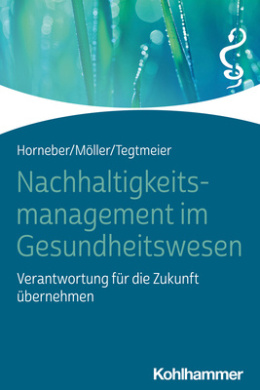 Horneber/Möller/Tegtmeier
Nachhaltigkeits-
management im
Gesundheitswesen
Verantwortung für die Zukunft
übernehmen
Kohlhammer